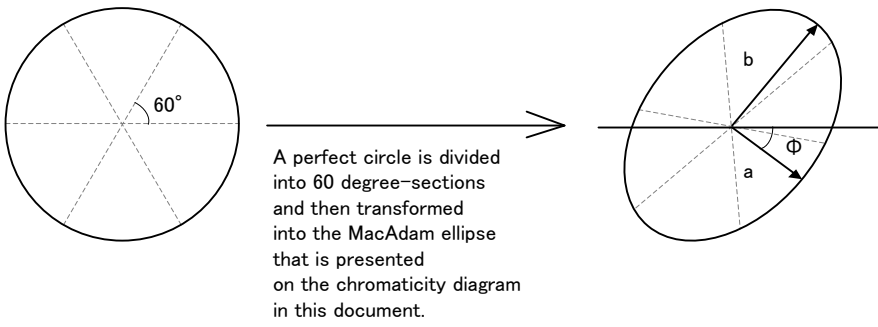 60°
A perfect circle is divided
into 60 degree-sections
and then transformed
into the MacAdam ellipse
that is presented
on the chromaticity diagram
in this document.
b
Φ
a